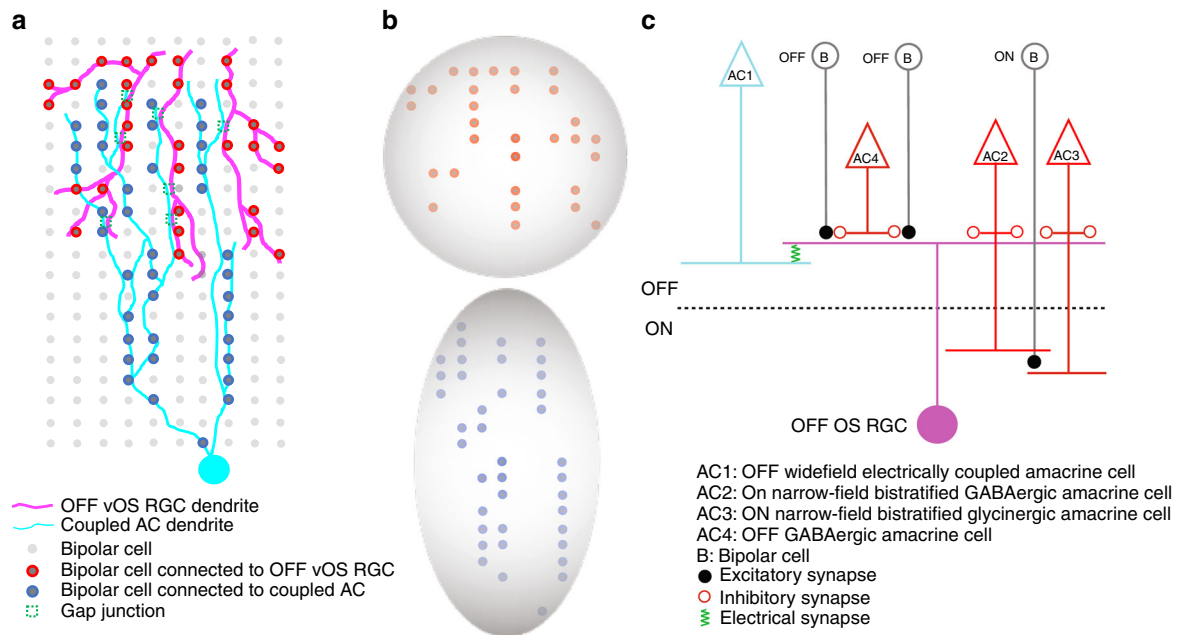 a
b
c
OFF vOS RGC dendrite
Coupled AC dendrite
Bipolar cell
Bipolar cell connected to OFF vOS RGC
Bipolar cell connected to coupled AC
Gap junction
AC1
OFF B
OFF B
ON B
AC4
AC2
AC3
OFF
ON
OFF OS RGC
AC1: OFF widefield electrically coupled amacrine cell
AC2: On narrow-field bistratified GABAergic amacrine cell
AC3: ON narrow-field bistratified glycinergic amacrine cell
AC4: OFF GABAergic amacrine cell
B: Bipolar cell
Excitatory synapse
Inhibitory synapse
Electrical synapse